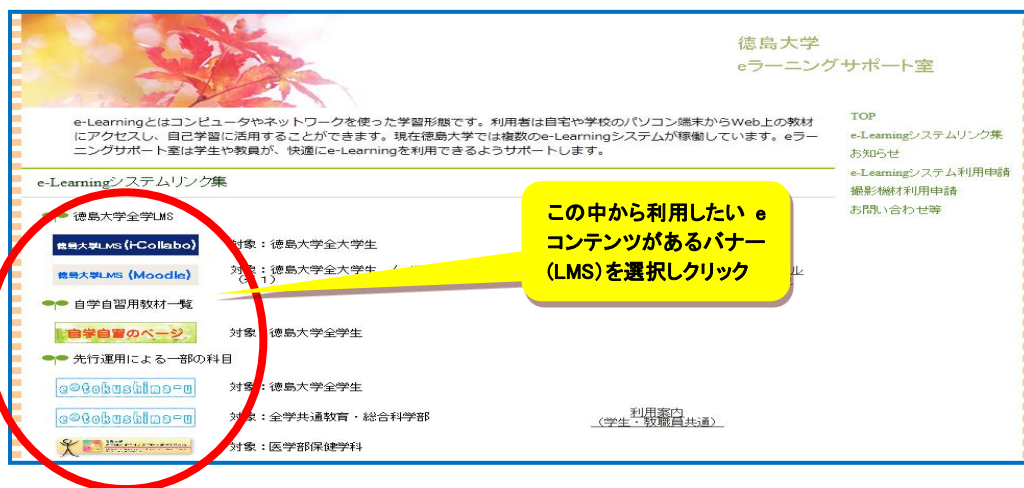 徳島大学
eラーニングサポート室
e-Learningとはコンピュータやネットワークを使った学習形態です。利用者は自宅や学校のパソコン端末からWeb上の教材
にアクセスし、自己学習に活用することができます。現在徳島大学では複数のe-Learningシステムが稼働しています。eラー
ニングサポート室は学生や教員が、快適にe-Learningを利用できるようサポートします。
TOP
e-Learningシステムリンク集
お知らせ
e-Learningシステム利用申請
撮影機材利用申請
お問い合わせ等
e-Learningシステムリンク集
徳島大学全学LMS
徳島大学LMS (i-Collabo)
対象：徳島大学全大学生
徳島大学LMS (Moodle)
対象：徳島大学全大学生
この中から利用したい e
コンテンツがあるバナー
(LMS)を選択しクリック
自学自習用教材一覧
自学自習のページ
対象：徳島大学全学生
先行運用による一部の科目
e@tokushima-u
対象：徳島大学全学生
e@tokushima-u
対象：全学共通教育・総合科学部
利用案内
（学生・教職員共通）
対象：医学部保健学科